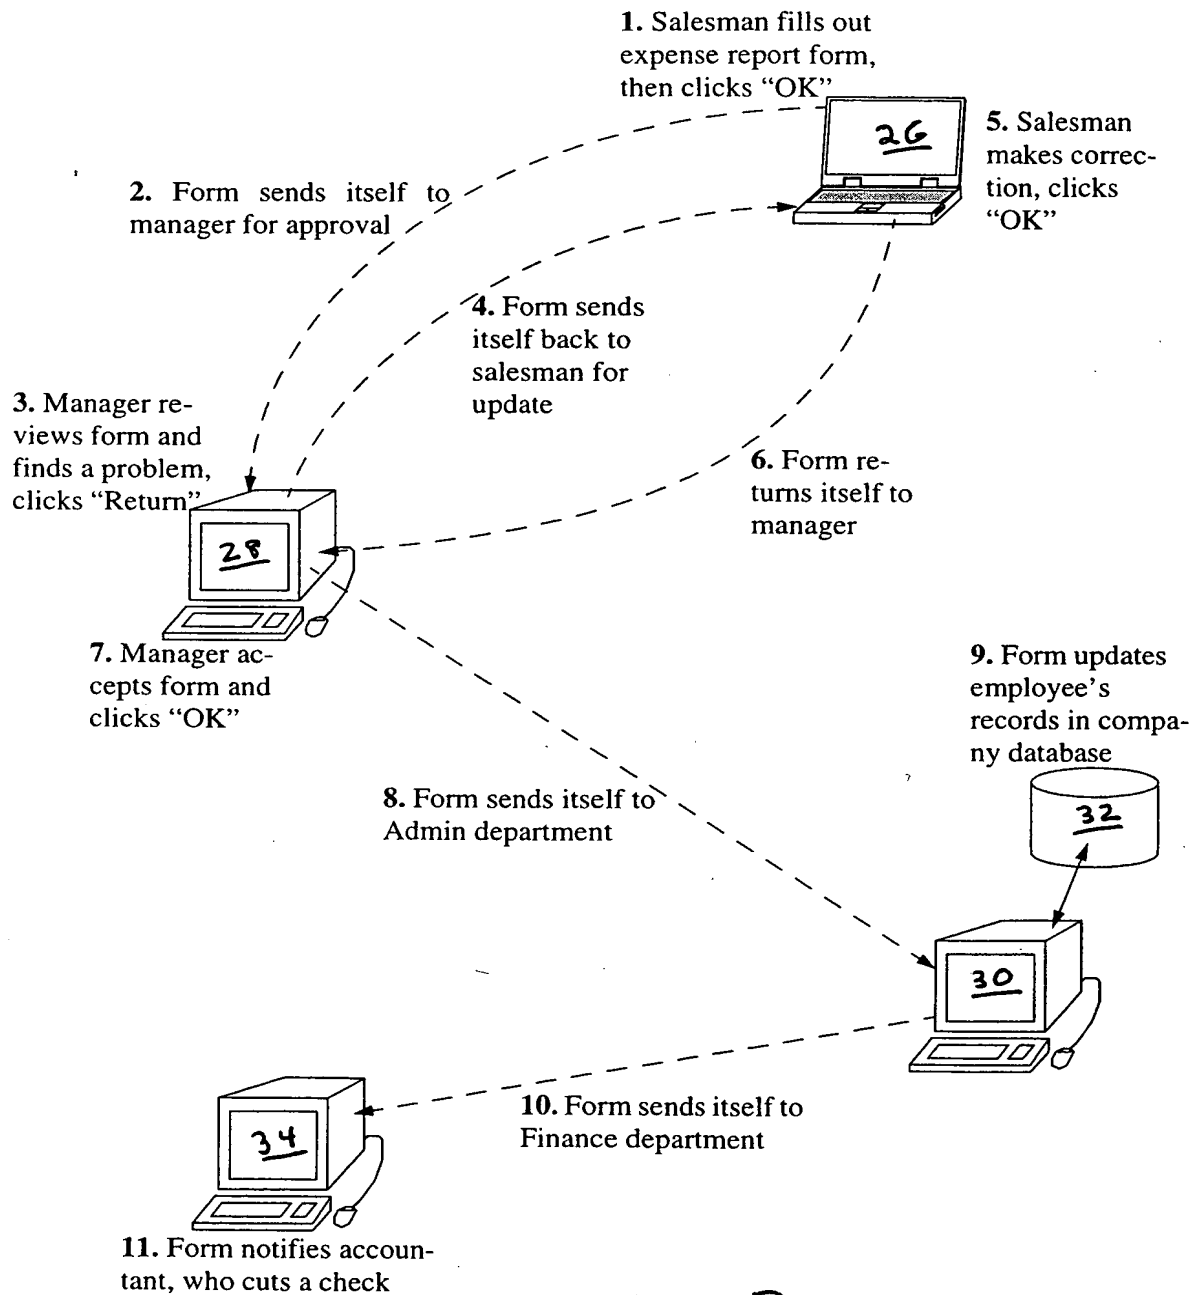 1. Salesman fills out
expense report form,
then clicks “OK”
26
5. Salesman
makes correc-
tion, clicks
“OK”
2. Form sends itself to
manager for approval
4. Form sends
itself back to
salesman for
update
3. Manager re-
views form and
finds a problem,
clicks “Return”
28
6. Form re-
turns itself to
manager
7. Manager ac-
cepts form and
clicks “OK”
9. Form updates
employee’s
records in compa-
ny database
32
8. Form sends itself to
Admin department
30
10. Form sends itself to
Finance department
34
11. Form notifies accoun-
tant, who cuts a check